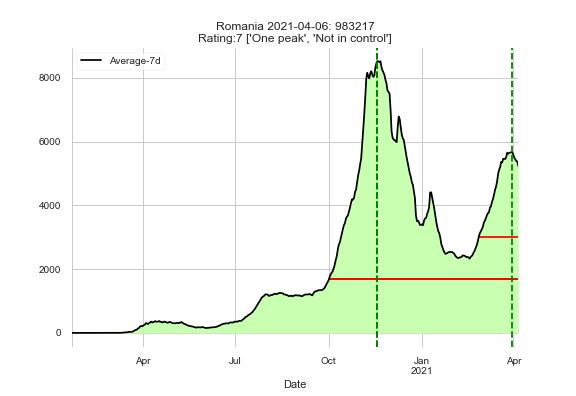 Romania 2021-04-06: 983217
Rating:7 ['One peak', 'Not in control']
Average-7d
8000
6000
4000
2000
0
Apr
Jul
Oct
Jan
2021
Apr
Date